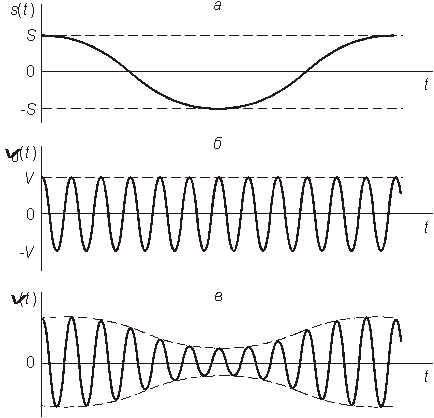 s(t) а
S
0 t
-S
v(t) б
V
0 t
-V
v(t) в
0
t